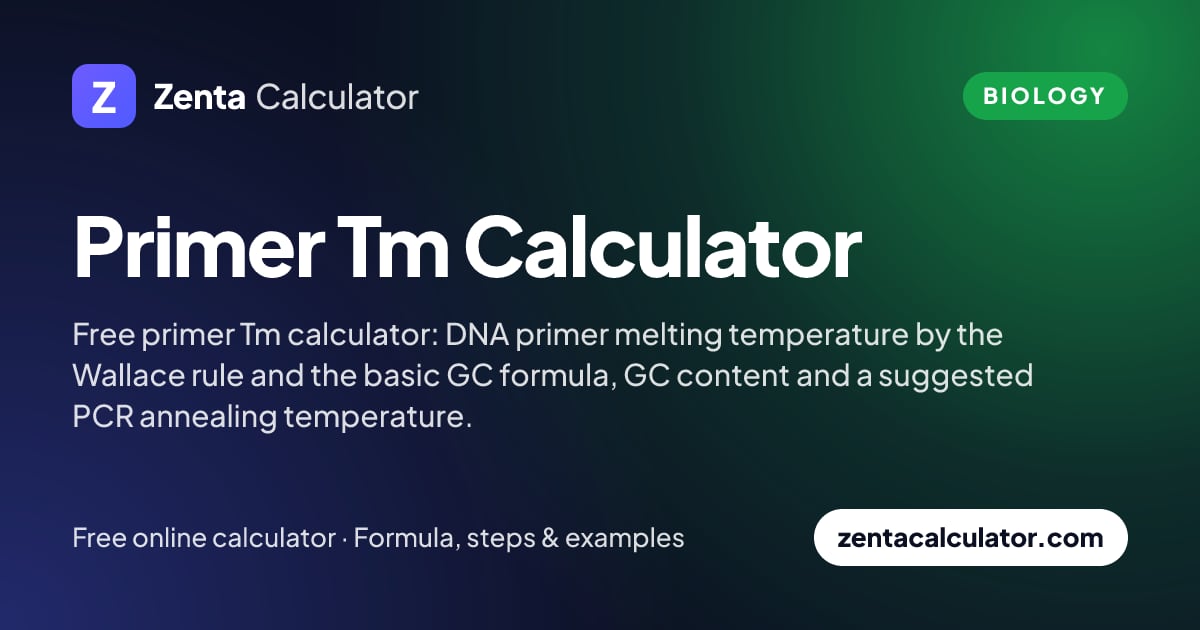 Z Zenta Calculator
BIOLOGY
Primer Tm Calculator
Free primer Tm calculator: DNA primer melting temperature by the
Wallace rule and the basic GC formula, GC content and a suggested
PCR annealing temperature.
Free online calculator · Formula, steps & examples
zentacalculator.com